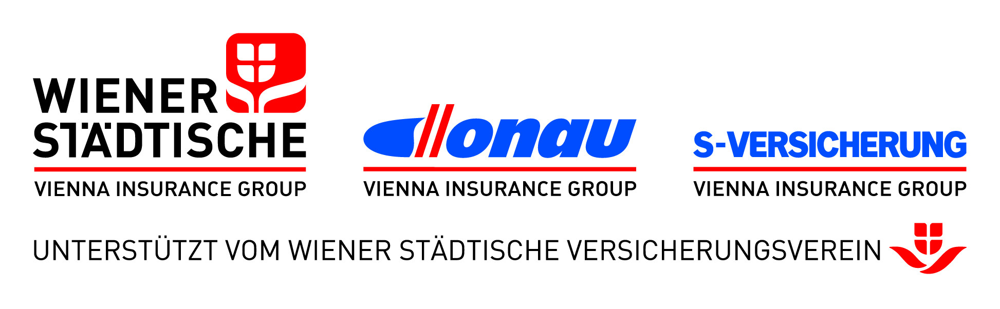 WIENER
STÄDTISCHE
VIENNA INSURANCE GROUP
donau
VIENNA INSURANCE GROUP
S-VERSICHERUNG
VIENNA INSURANCE GROUP
UNTERSTÜTZT VOM WIENER STÄDTISCHE VERSICHERUNGSVEREIN